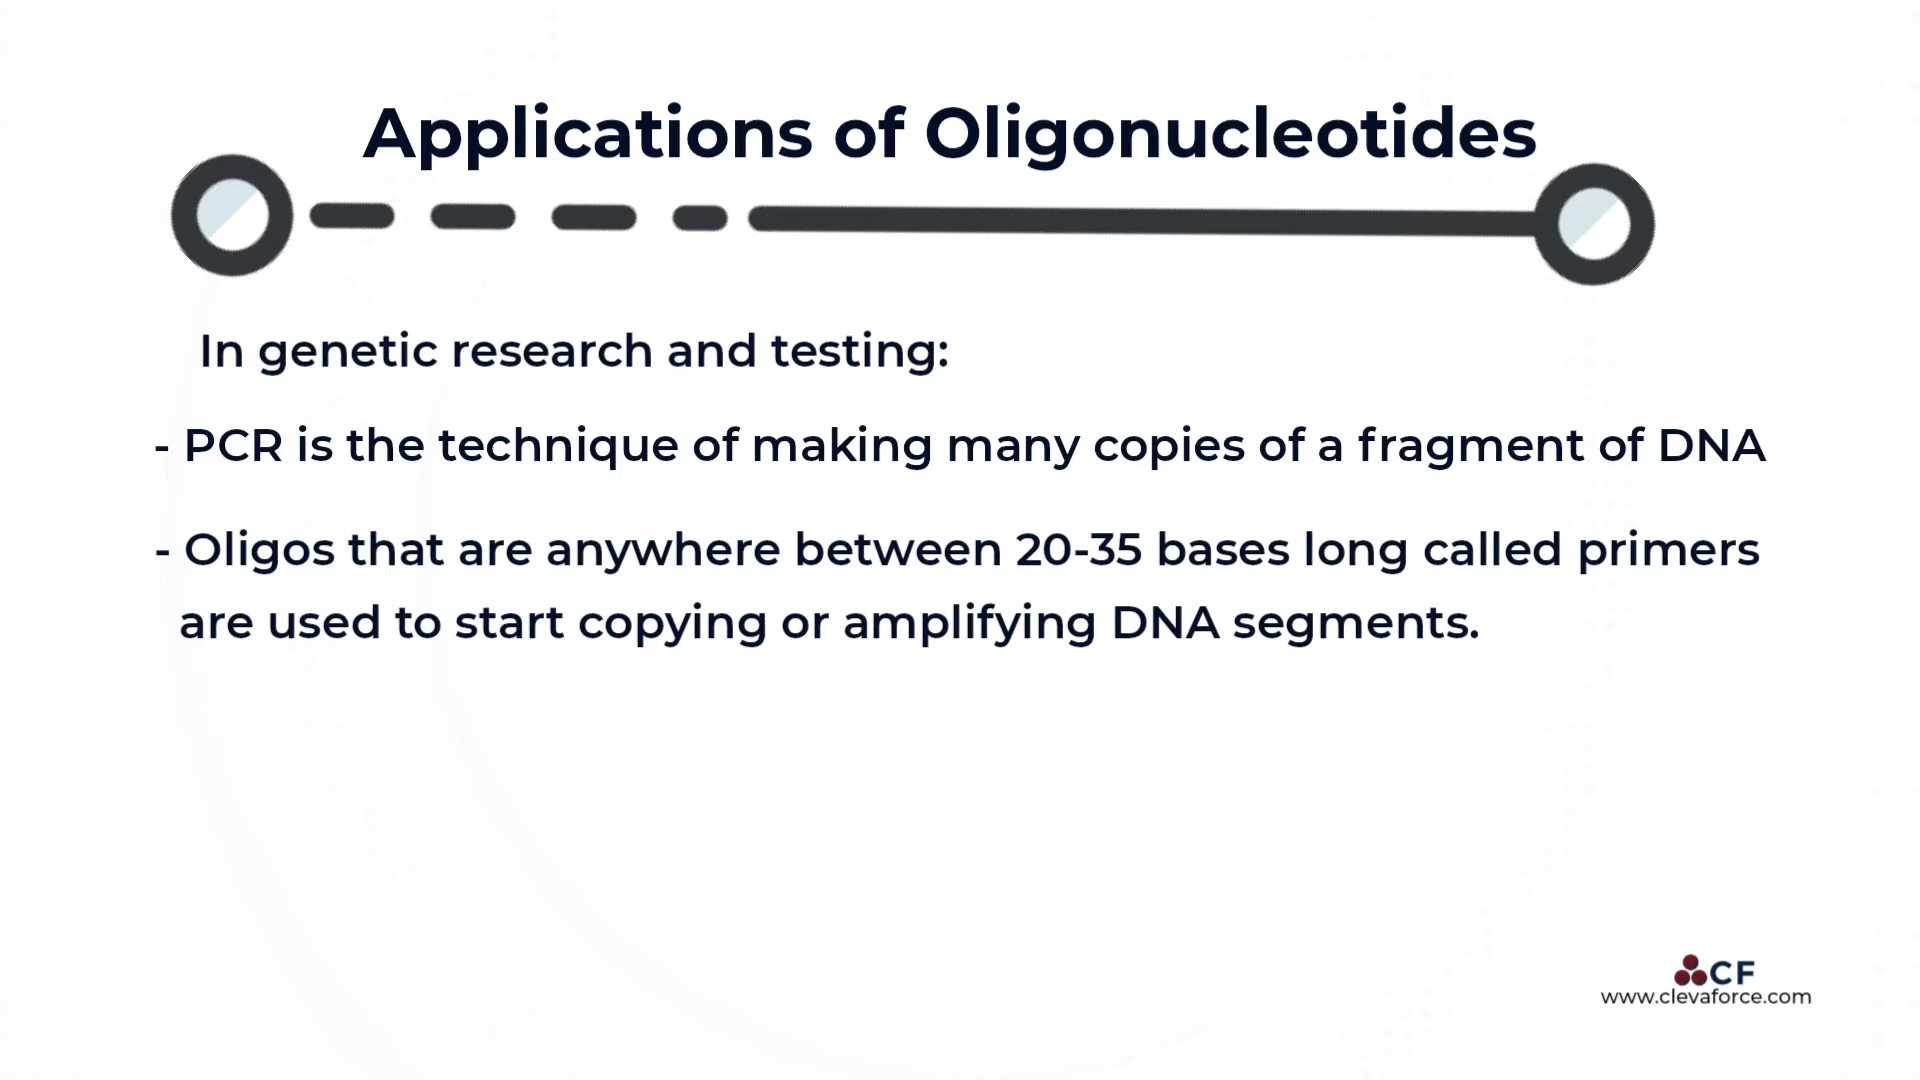 Applications of Oligonucleotides
In genetic research and testing:
- PCR is the technique of making many copies of a fragment of DNA
- Oligos that are anywhere between 20-35 bases long called primers
are used to start copying or amplifying DNA segments.
CF
www.clevaforce.com